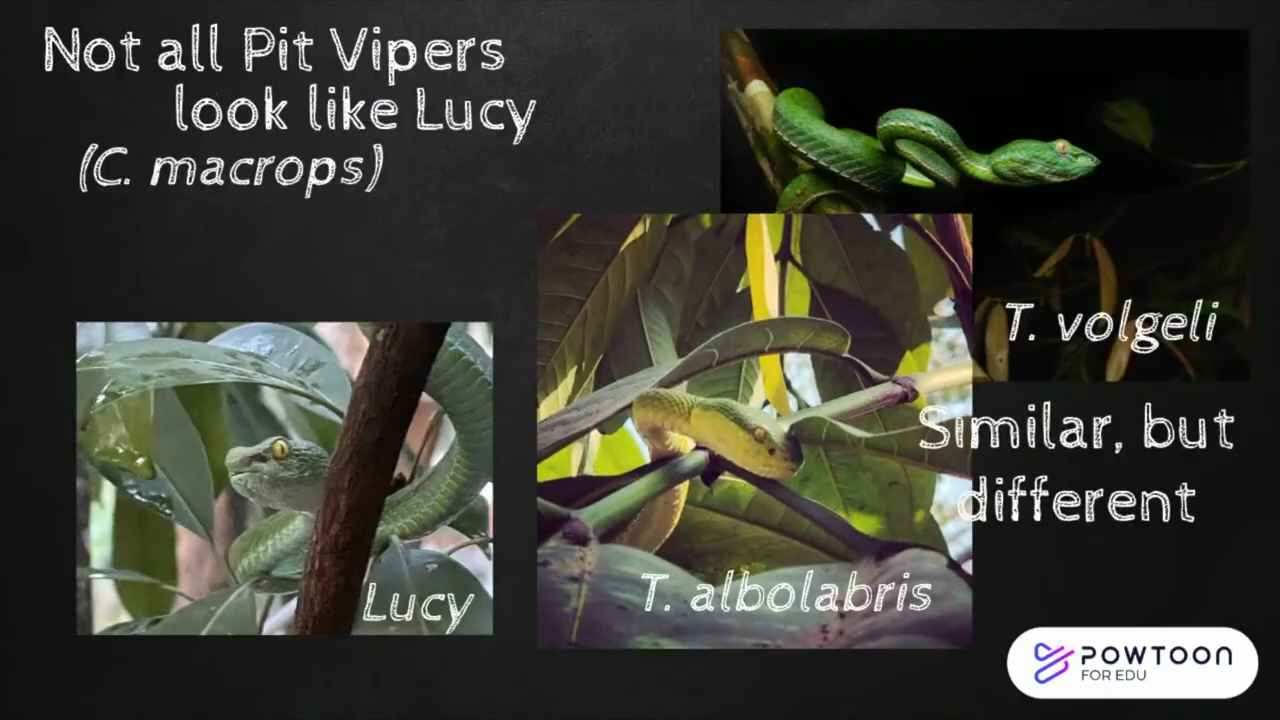 Not all Pit Vipers
look like Lucy
(C. macrops)
T. volgeli
Similar, but
different
Lucy
T. albolabris
POWTOON
FOR EDU